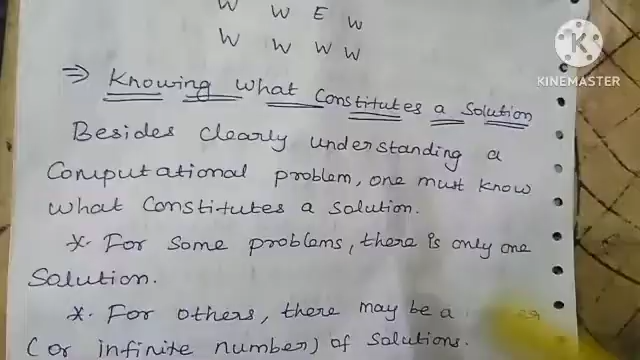 W W E W
W W W W
⇒ Knowing what Constitutes a Solution
Besides clearly understanding a
Computational problem, one must know
what Constitutes a solution.
*. For some problems, there is only one
Solution.
*. For others, there may be a
(or infinite number) of solutions.
KINEMASTER